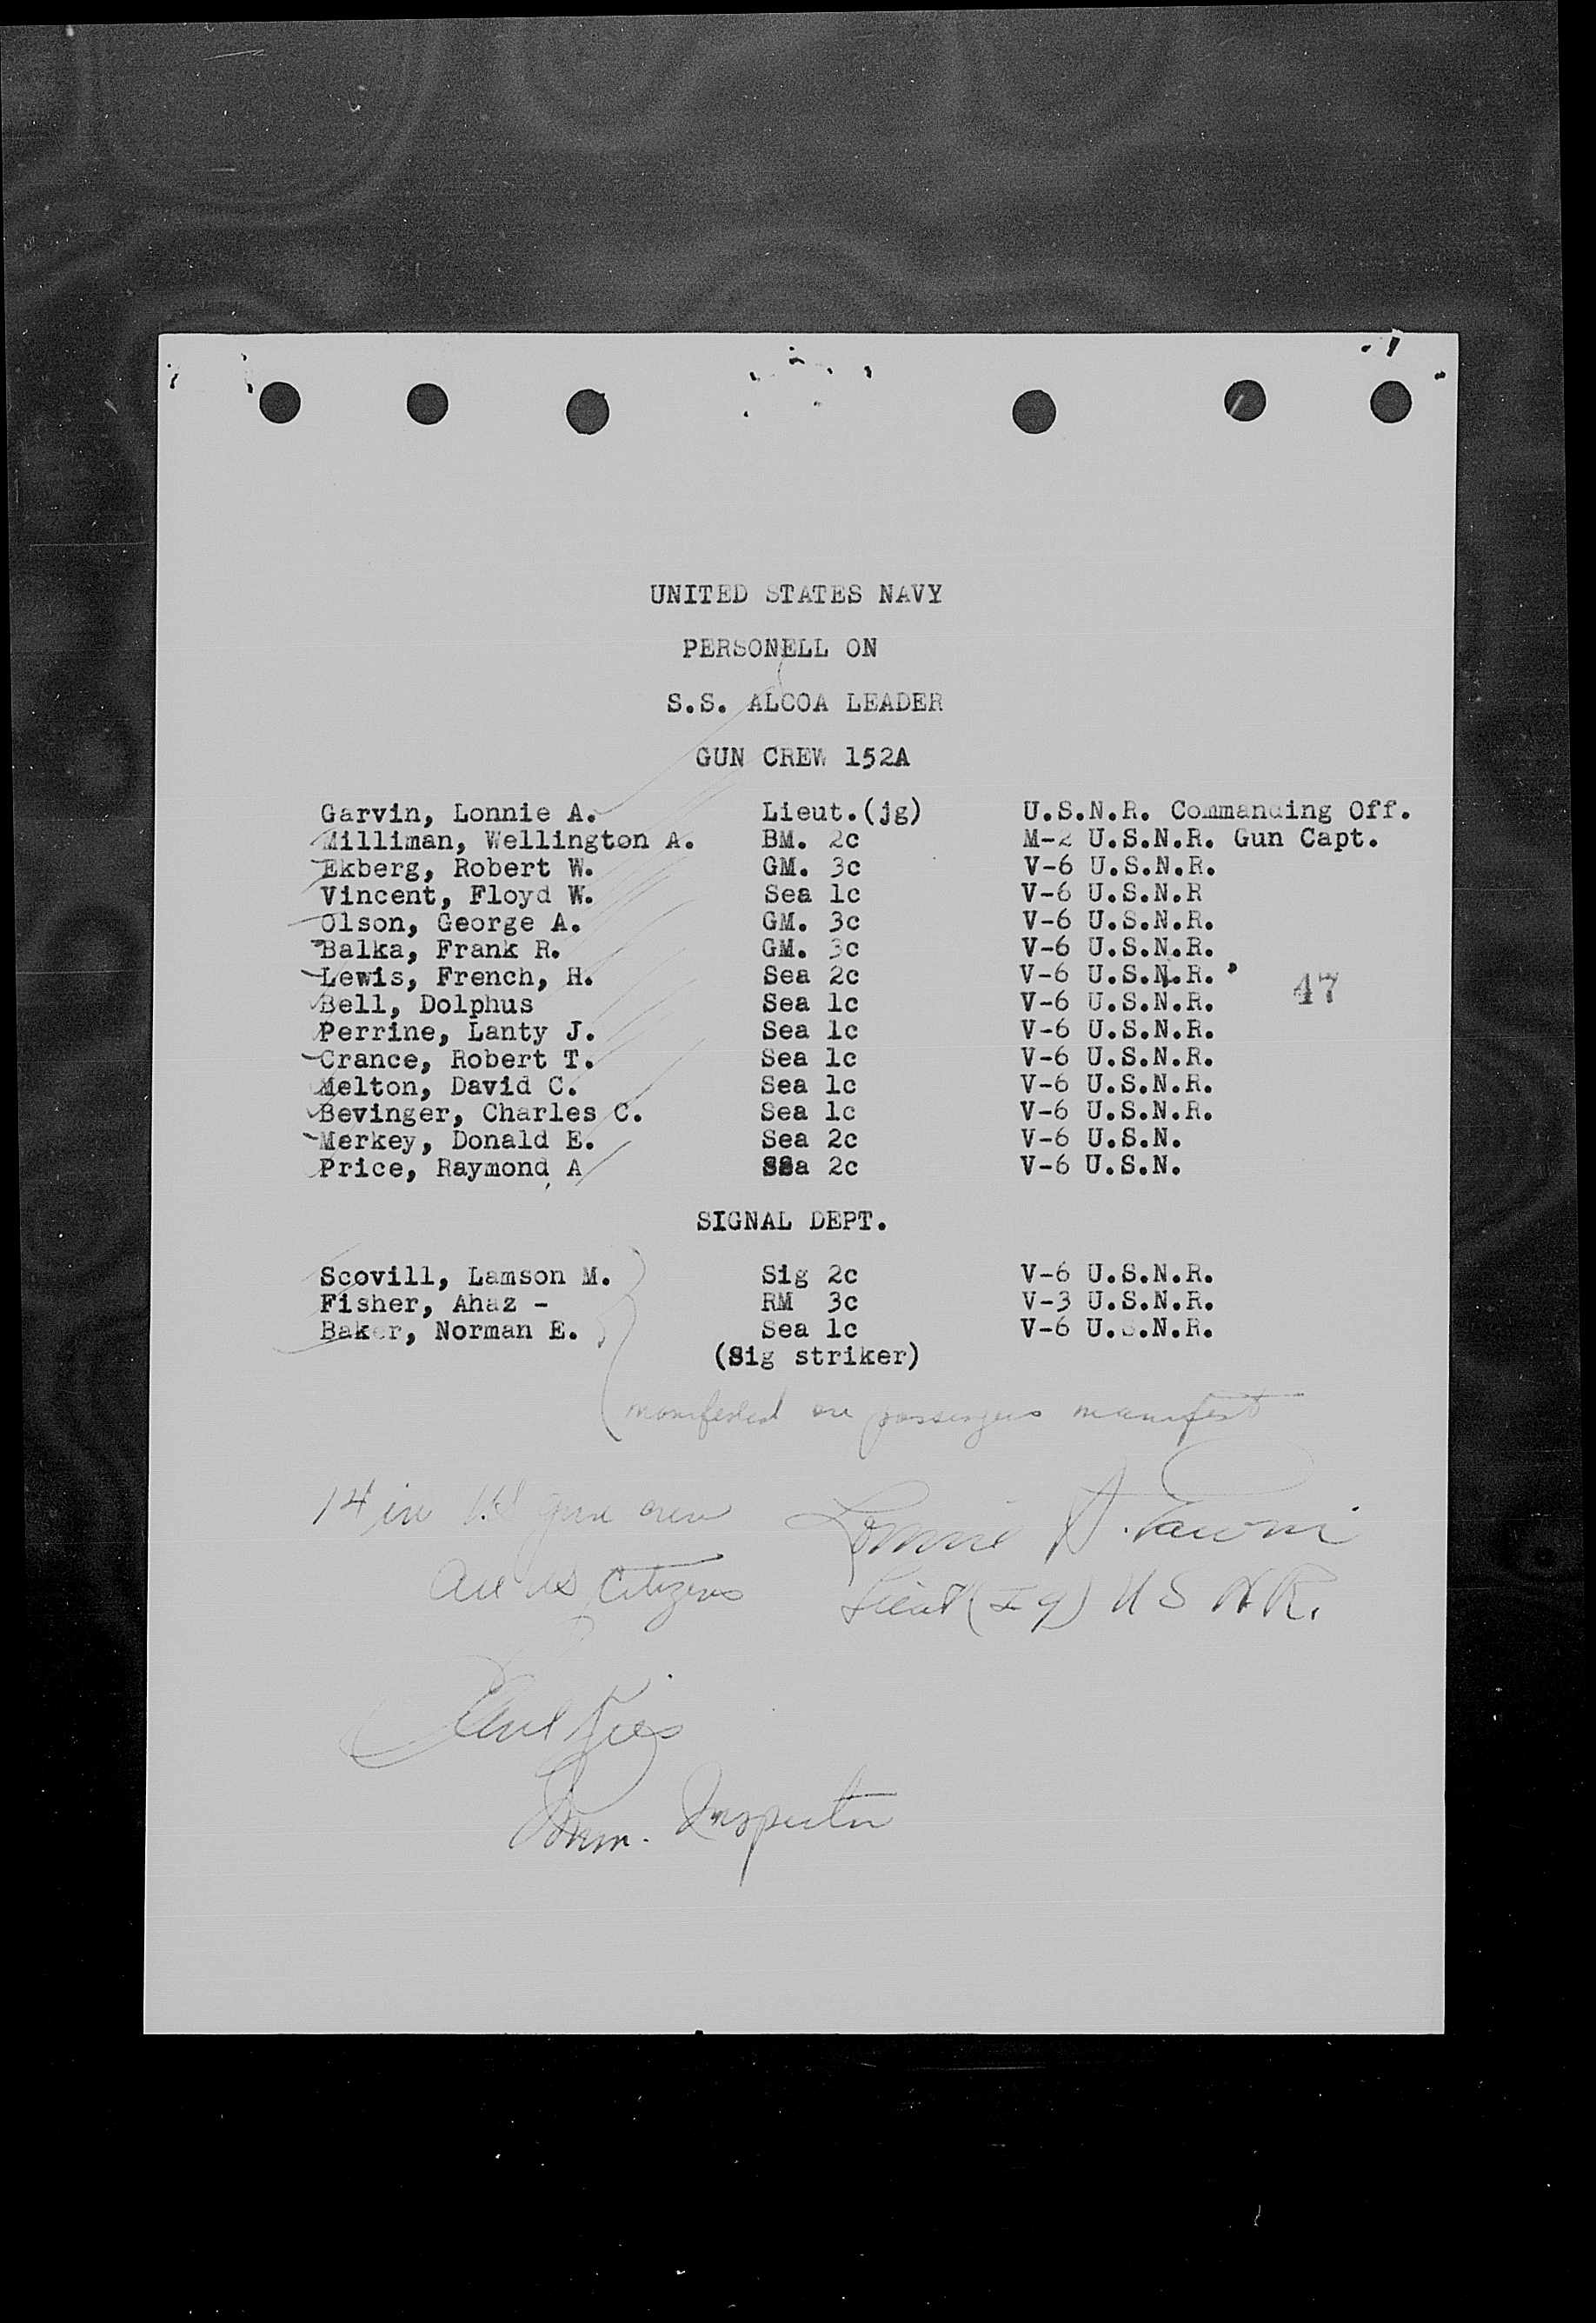 UNITED STATES NAVY
PERSONELL ON
S.S. ALCOA LEADER
GUN CREW 152A
Garvin, Lonnie A. Lieut.(jg) U.S.N.R. Commanding Off.
Milliman, Wellington A. BM. 2c M-2 U.S.N.R. Gun Capt.
Ekberg, Robert W. GM. 3c V-6 U.S.N.R.
Vincent, Floyd W. Sea 1c V-6 U.S.N.R
Olson, George A. GM. 3c V-6 U.S.N.R.
Balka, Frank R. GM. 3c V-6 U.S.N.R.
Lewis, French, H. Sea 2c V-6 U.S.N.R.
47
Bell, Dolphus Sea 1c V-6 U.S.N.R.
Perrine, Lanty J. Sea 1c V-6 U.S.N.R.
Crance, Robert T. Sea 1c V-6 U.S.N.R.
Melton, David C. Sea 1c V-6 U.S.N.R.
Bevinger, Charles C. Sea 1c V-6 U.S.N.R.
Merkey, Donald E. Sea 2c V-6 U.S.N.
Price, Raymond A SSa 2c V-6 U.S.N.
SIGNAL DEPT.
Scovill, Lamson M. Sig 2c V-6 U.S.N.R.
Fisher, Ahaz - RM 3c V-3 U.S.N.R.
Baker, Norman E. Sea 1c V-6 U.S.N.R.
(Sig striker)
manifested on passengers manifest
14 in US gun crew
All US Citizens
Lonnie A. Garvin
Lieut (Jg) USNR.
Imm. Inspector